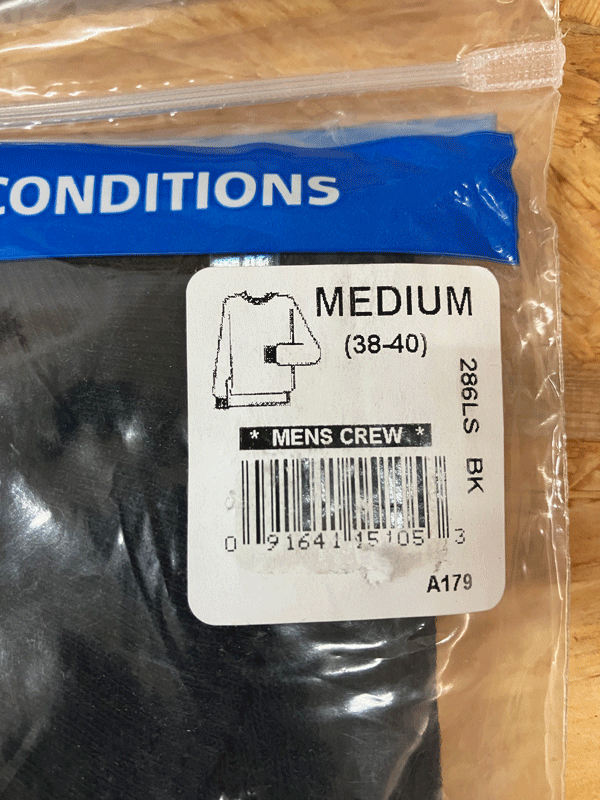 CONDITIONS
MEDIUM
(38-40)
286LS BK
* MENS CREW *
0 91641 15105 3
A179